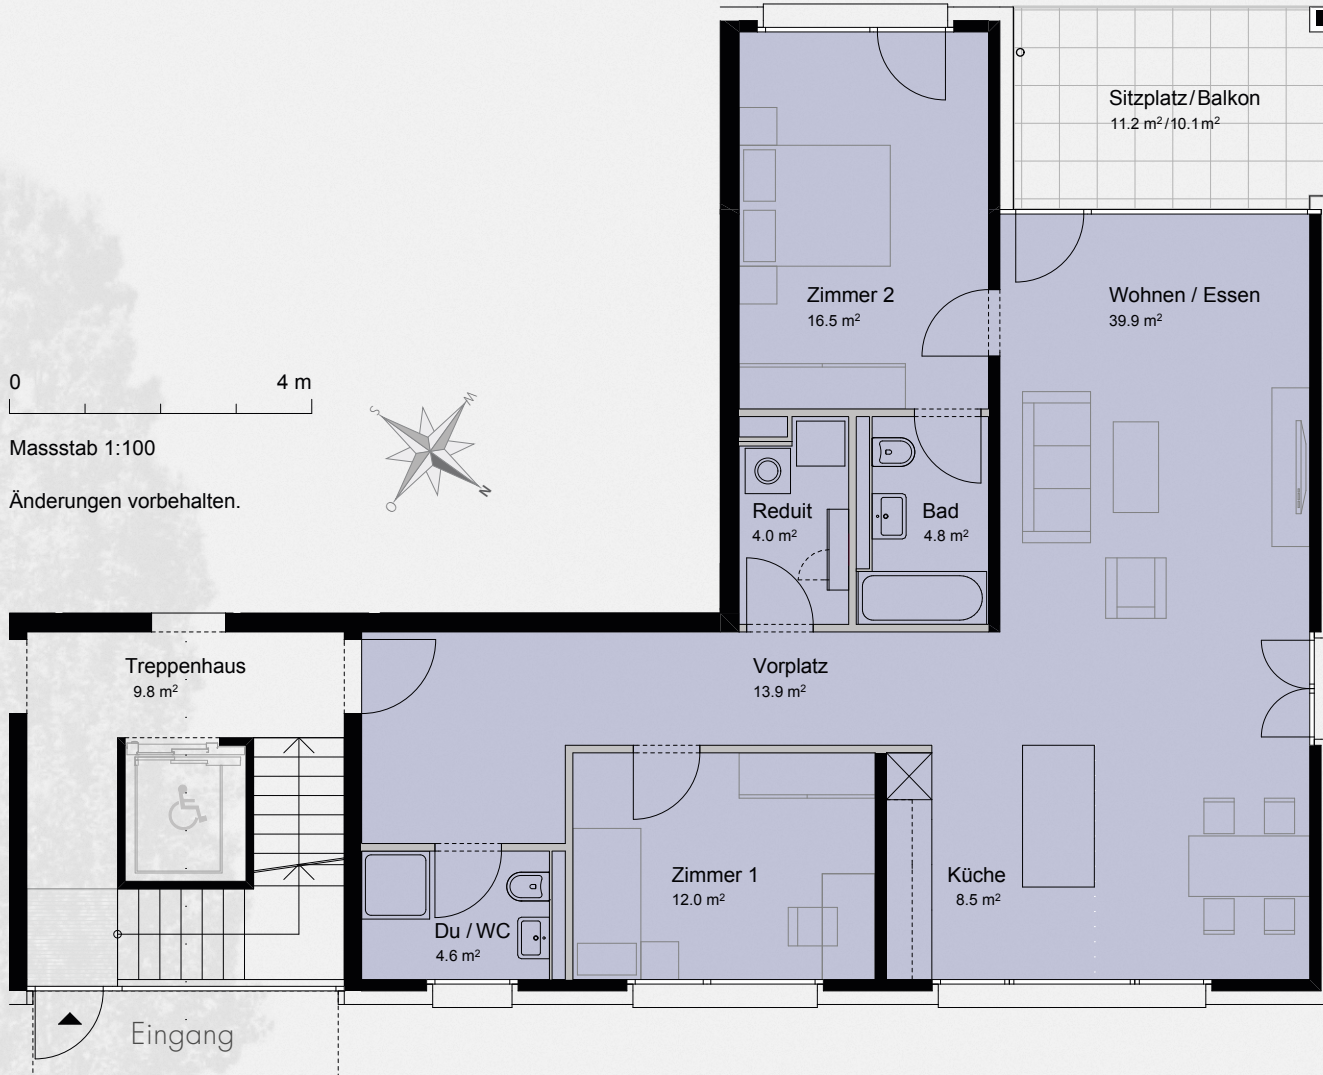 Sitzplatz/Balkon
11.2 m²/10.1m²
Zimmer 2
16.5 m²
Wohnen / Essen
39.9 m²
0 4 m
Massstab 1:100
Änderungen vorbehalten.
S
W
O
N
Reduit
4.0 m²
Bad
4.8 m²
Treppenhaus
9.8 m²
Vorplatz
13.9 m²
Zimmer 1
12.0 m²
Küche
8.5 m²
Du / WC
4.6 m²
Eingang